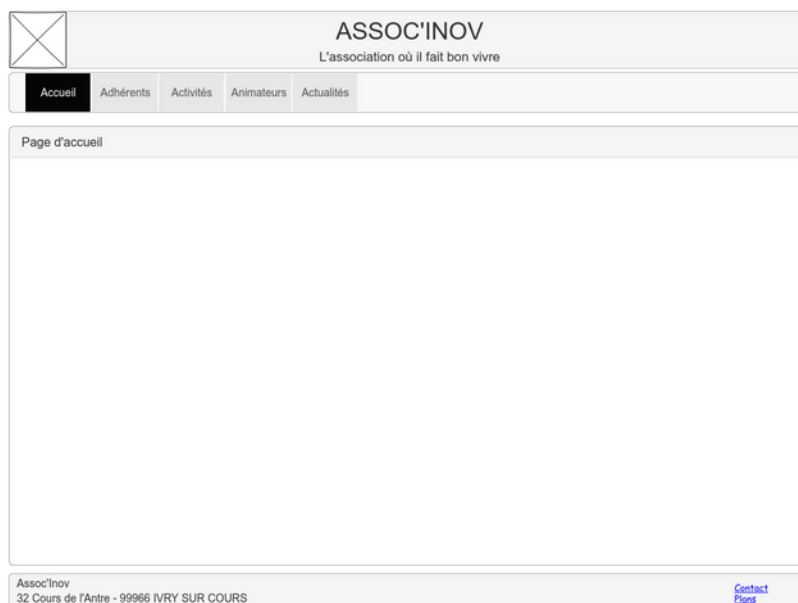 ASSOC'INOV
L'association où il fait bon vivre
Accueil Adhérents Activités Animateurs Actualités
Page d'accueil
Assoc'Inov
32 Cours de l'Antre - 99966 IVRY SUR COURS
Contact
Plans